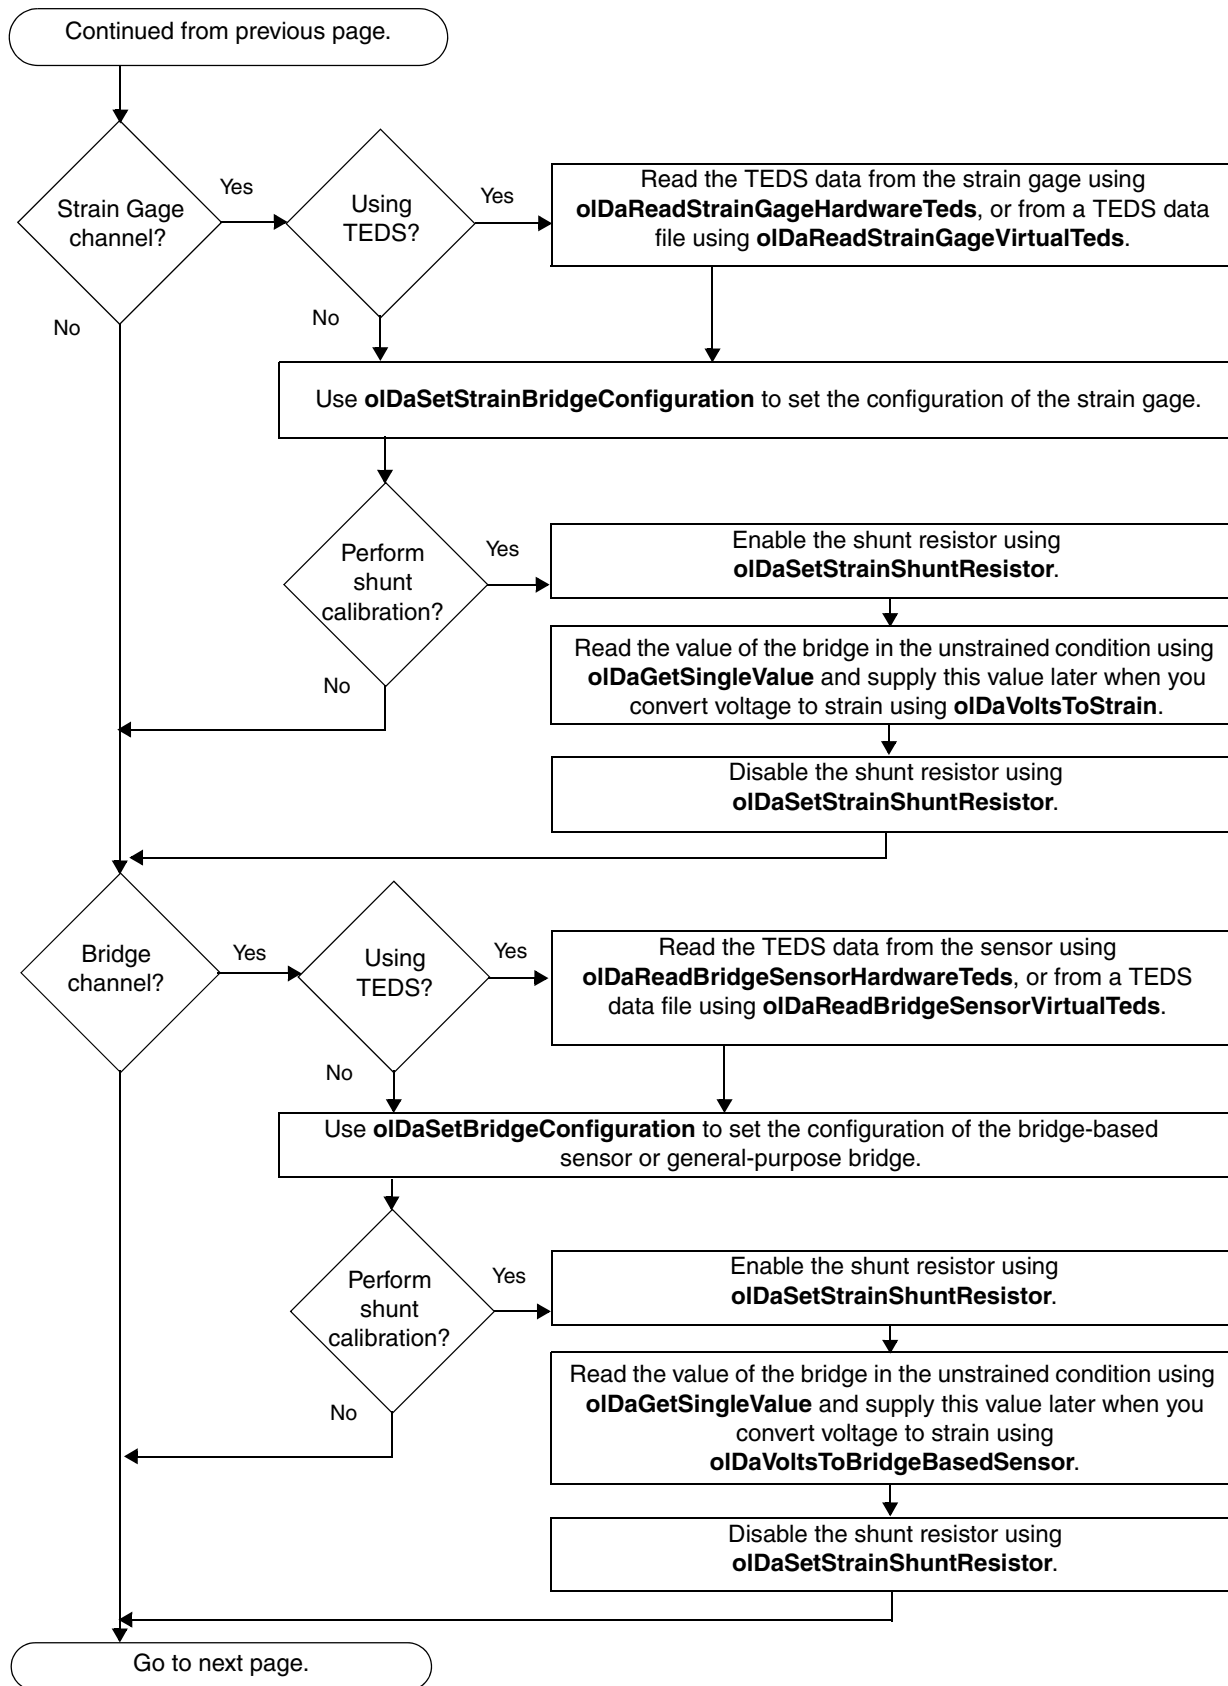 Continued from previous page.
Strain Gage
channel?
Yes
Using
TEDS?
Yes
Read the TEDS data from the strain gage using
olDaReadStrainGageHardwareTeds, or from a TEDS data
file using olDaReadStrainGageVirtualTeds.
No
No
Use olDaSetStrainBridgeConfiguration to set the configuration of the strain gage.
Perform
shunt
calibration?
Yes
Enable the shunt resistor using
olDaSetStrainShuntResistor.
No
Read the value of the bridge in the unstrained condition using
olDaGetSingleValue and supply this value later when you
convert voltage to strain using olDaVoltsToStrain.
Disable the shunt resistor using
olDaSetStrainShuntResistor.
Bridge
channel?
Yes
Using
TEDS?
Yes
Read the TEDS data from the sensor using
olDaReadBridgeSensorHardwareTeds, or from a TEDS
data file using olDaReadBridgeSensorVirtualTeds.
No
Use olDaSetBridgeConfiguration to set the configuration of the bridge-based
sensor or general-purpose bridge.
Perform
shunt
calibration?
Yes
Enable the shunt resistor using
olDaSetStrainShuntResistor.
No
Read the value of the bridge in the unstrained condition using
olDaGetSingleValue and supply this value later when you
convert voltage to strain using
olDaVoltsToBridgeBasedSensor.
Disable the shunt resistor using
olDaSetStrainShuntResistor.
Go to next page.